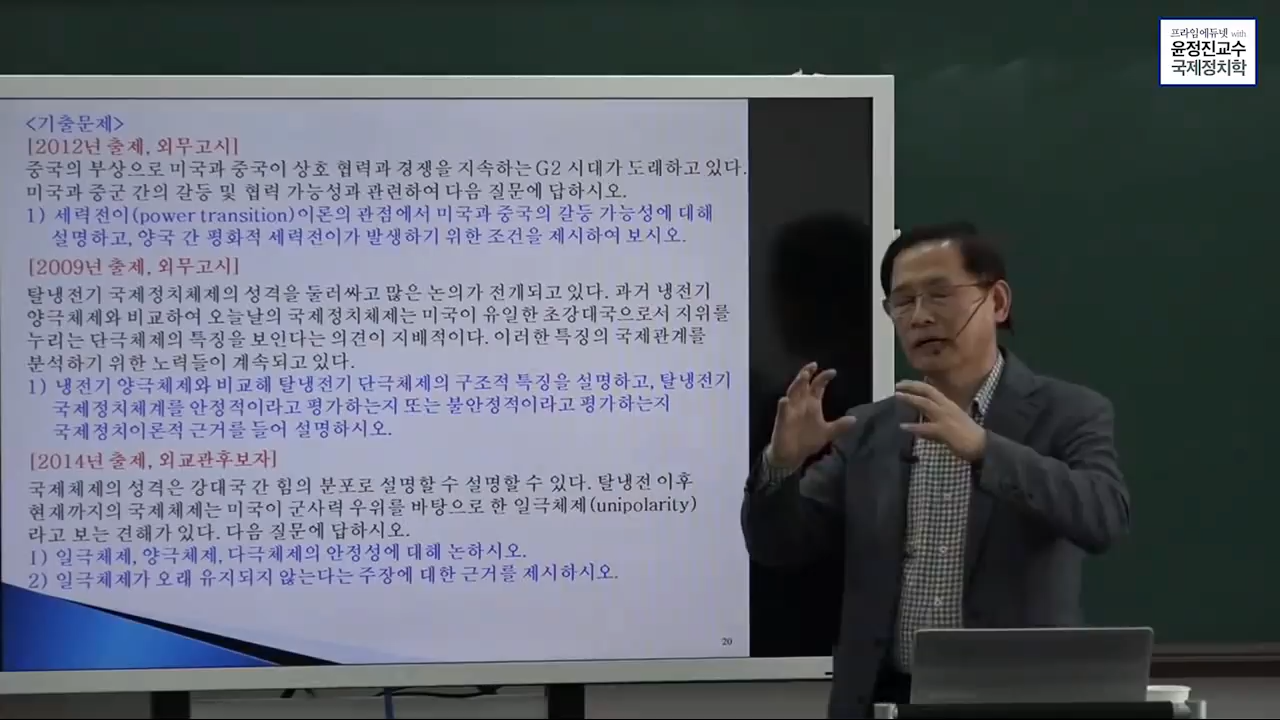 프라임에듀넷 with
윤정진교수
국제정치학
<기출문제>
[2012년 출제, 외무고시]
중국의 부상으로 미국과 중국이 상호 협력과 경쟁을 지속하는 G2 시대가 도래하고 있다.
미국과 중군 간의 갈등 및 협력 가능성과 관련하여 다음 질문에 답하시오.
1) 세력전이(power transition)이론의 관점에서 미국과 중국의 갈등 가능성에 대해
설명하고, 양국 간 평화적 세력전이가 발생하기 위한 조건을 제시하여 보시오.
[2009년 출제, 외무고시]
탈냉전기 국제정치체제의 성격을 둘러싸고 많은 논의가 전개되고 있다. 과거 냉전기
양극체제와 비교하여 오늘날의 국제정치체제는 미국이 유일한 초강대국으로서 지위를
누리는 단극체제의 특징을 보인다는 의견이 지배적이다. 이러한 특징의 국제관계를
분석하기 위한 노력들이 계속되고 있다.
1) 냉전기 양극체제와 비교해 탈냉전기 단극체제의 구조적 특징을 설명하고, 탈냉전기
국제정치체계를 안정적이라고 평가하는지 또는 불안정적이라고 평가하는지
국제정치이론적 근거를 들어 설명하시오.
[2014년 출제, 외교관후보자]
국제체제의 성격은 강대국 간 힘의 분포로 설명할 수 설명할 수 있다. 탈냉전 이후
현재까지의 국제체제는 미국이 군사력 우위를 바탕으로 한 일극체제(unipolarity)
라고 보는 견해가 있다. 다음 질문에 답하시오.
1) 일극체제, 양극체제, 다극체제의 안정성에 대해 논하시오.
2) 일극체제가 오래 유지되지 않는다는 주장에 대한 근거를 제시하시오.
20